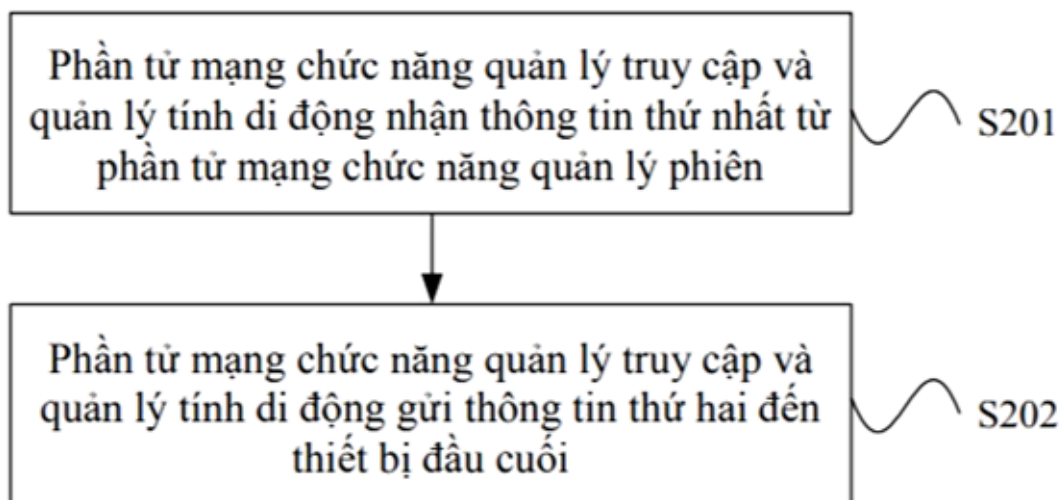 Phần tử mạng chức năng quản lý truy cập và
quản lý tính di động nhận thông tin thứ nhất từ
phần tử mạng chức năng quản lý phiên
S201
Phần tử mạng chức năng quản lý truy cập và
quản lý tính di động gửi thông tin thứ hai đến
thiết bị đầu cuối
S202